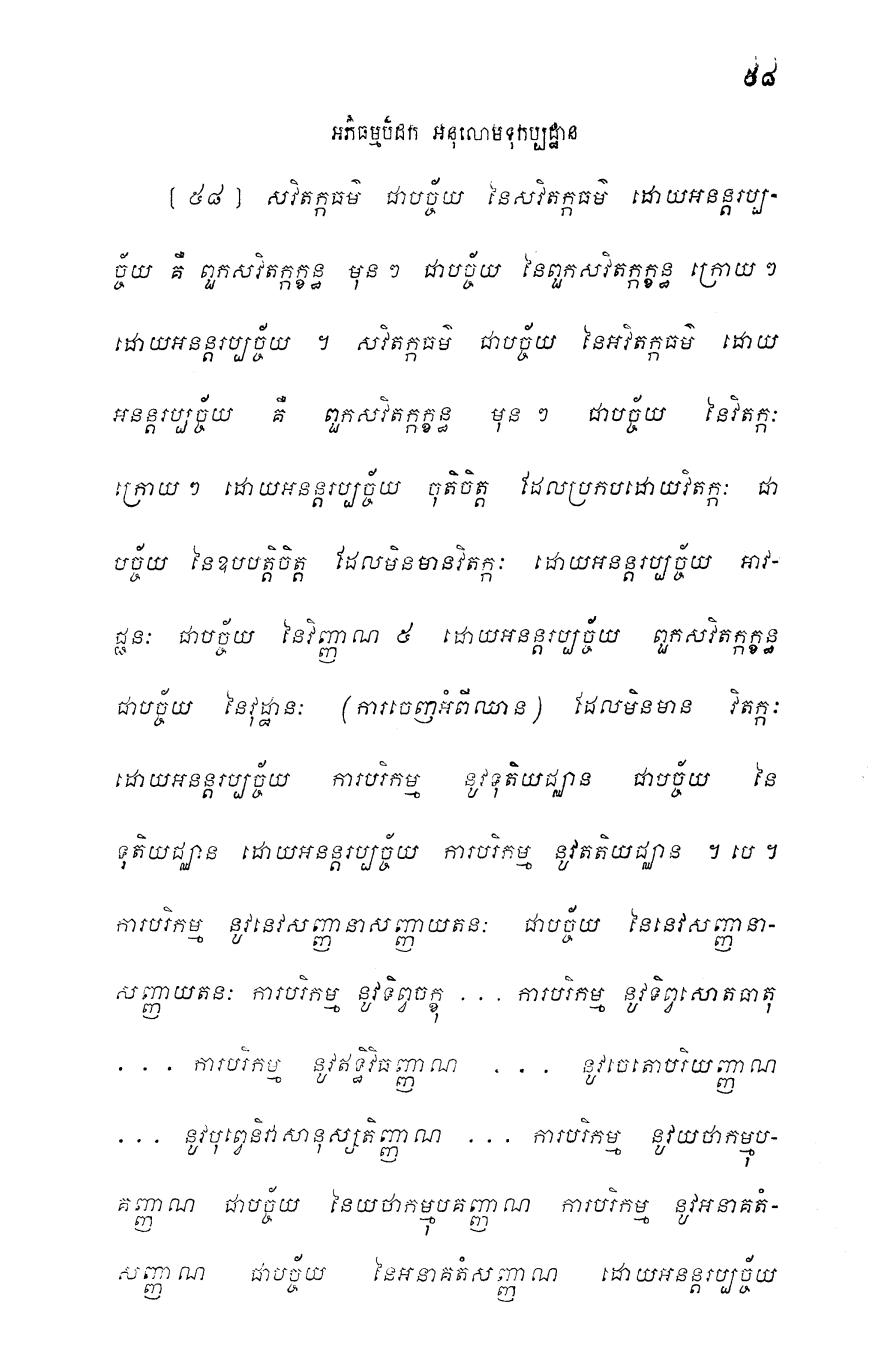 ៥៨
អភិធម្មបិដក អនុលោមទុកប្បដ្ឋាន
[ ៥៨ ] សវិតក្កធម៌ ជាបច្ច័យ នៃសវិតក្កធម៌ ដោយអនន្តរប្ប-
ច្ច័យ គឺ ពួកសវិតក្កក្ខន្ធ មុន ៗ ជាបច្ច័យ នៃពួកសវិតក្កក្ខន្ធ ក្រោយ ៗ
ដោយអនន្តរប្បច្ច័យ ។ សវិតក្កធម៌ ជាបច្ច័យ នៃអវិតក្កធម៌ ដោយ
អនន្តរប្បច្ច័យ គឺ ពួកសវិតក្កក្ខន្ធ មុន ៗ ជាបច្ច័យ នៃវិតក្កៈ
ក្រោយ ៗ ដោយអនន្តរប្បច្ច័យ ចុតិចិត្ត ដែលប្រកបដោយវិតក្កៈ ជា
បច្ច័យ នៃឧបបត្តិចិត្ត ដែលមិនមានវិតក្កៈ ដោយអនន្តរប្បច្ច័យ អាវ-
ជ្ជនៈ ជាបច្ច័យ នៃវិញ្ញាណ ៥ ដោយអនន្តរប្បច្ច័យ ពួកសវិតក្កក្ខន្ធ
ជាបច្ច័យ នៃវុដ្ឋានៈ (ការចេញអំពីឈាន) ដែលមិនមាន វិតក្កៈ
ដោយអនន្តរប្បច្ច័យ ការបរិកម្ម នូវទុតិយជ្ឈាន ជាបច្ច័យ នៃ
ទុតិយជ្ឈាន ដោយអនន្តរប្បច្ច័យ ការបរិកម្ម នូវតតិយជ្ឈាន ។ បេ ។
ការបរិកម្ម នូវនេវសញ្ញានាសញ្ញាយតនៈ ជាបច្ច័យ នៃនេវសញ្ញានា-
សញ្ញាយតនៈ ការបរិកម្ម នូវទិព្វចក្ខុ . . . ការបរិកម្ម នូវទិព្វសោតធាតុ
. . . ការបរិកម្ម នូវឥទ្ធិវិធញ្ញាណ . . . នូវចេតោបរិយញ្ញាណ
. . . នូវបុព្វេនិវាសានុស្សតិញ្ញាណ . . . ការបរិកម្ម នូវយថាកម្មុប-
គញ្ញាណ ជាបច្ច័យ នៃយថាកម្មុបគញ្ញាណ ការបរិកម្ម នូវអនាគតំ-
សញ្ញាណ ជាបច្ច័យ នៃអនាគតំសញ្ញាណ ដោយអនន្តរប្បច្ច័យ